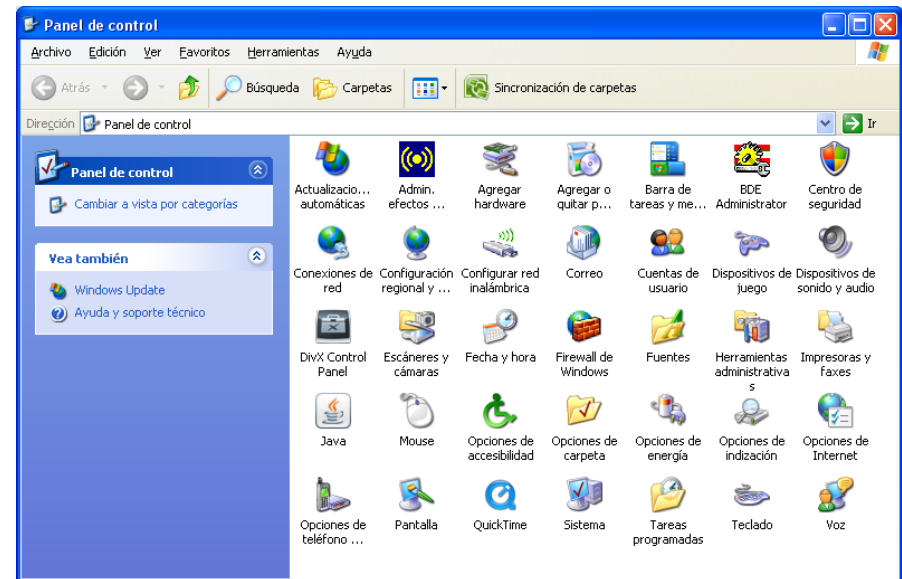 Panel de control
Archivo Edición Ver Favoritos Herramientas Ayuda
Atrás Búsqueda Carpetas Sincronización de carpetas
Dirección Panel de control Ir
Panel de control
Cambiar a vista por categorías
Vea también
Windows Update
Ayuda y soporte técnico
Actualizacio...
automáticas
Admin.
efectos ...
Agregar
hardware
Agregar o
quitar p...
Barra de
tareas y me...
BDE
Administrator
Centro de
seguridad
Conexiones de
red
Configuración
regional y ...
Configurar red
inalámbrica
Correo
Cuentas de
usuario
Dispositivos de
juego
Dispositivos de
sonido y audio
DivX Control
Panel
Escáneres y
cámaras
Fecha y hora
Firewall de
Windows
Fuentes
Herramientas
administrativa
s
Impresoras y
faxes
Java
Mouse
Opciones de
accesibilidad
Opciones de
carpeta
Opciones de
energía
Opciones de
indización
Opciones de
Internet
Opciones de
teléfono ...
Pantalla
QuickTime
Sistema
Tareas
programadas
Teclado
Voz